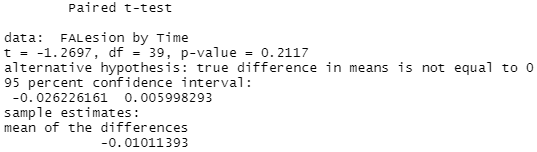 Paired t-test
data:  FALesion by Time
t = -1.2697, df = 39, p-value = 0.2117
alternative hypothesis: true difference in means is not equal to 0
95 percent confidence interval:
-0.026226161  0.005998293
sample estimates:
mean of the differences
-0.01011393